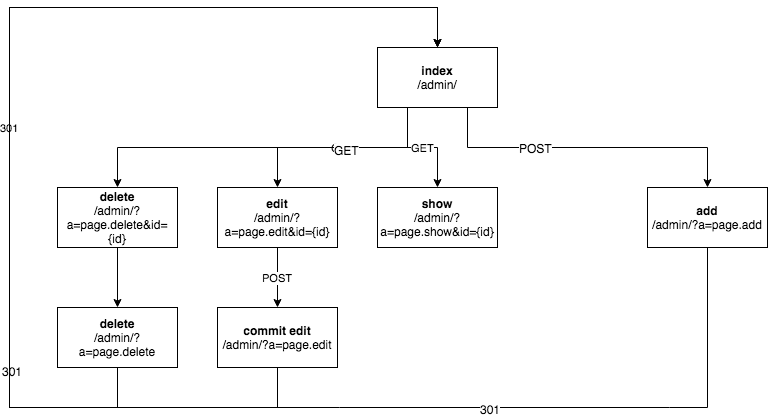 index
/admin/
301
GET
GET
POST
delete
/admin/?
a=page.delete&id=
{id}
edit
/admin/?
a=page.edit&id={id}
show
/admin/?
a=page.show&id={id}
add
/admin/?a=page.add
POST
delete
/admin/?
a=page.delete
commit edit
/admin/?a=page.edit
301
301